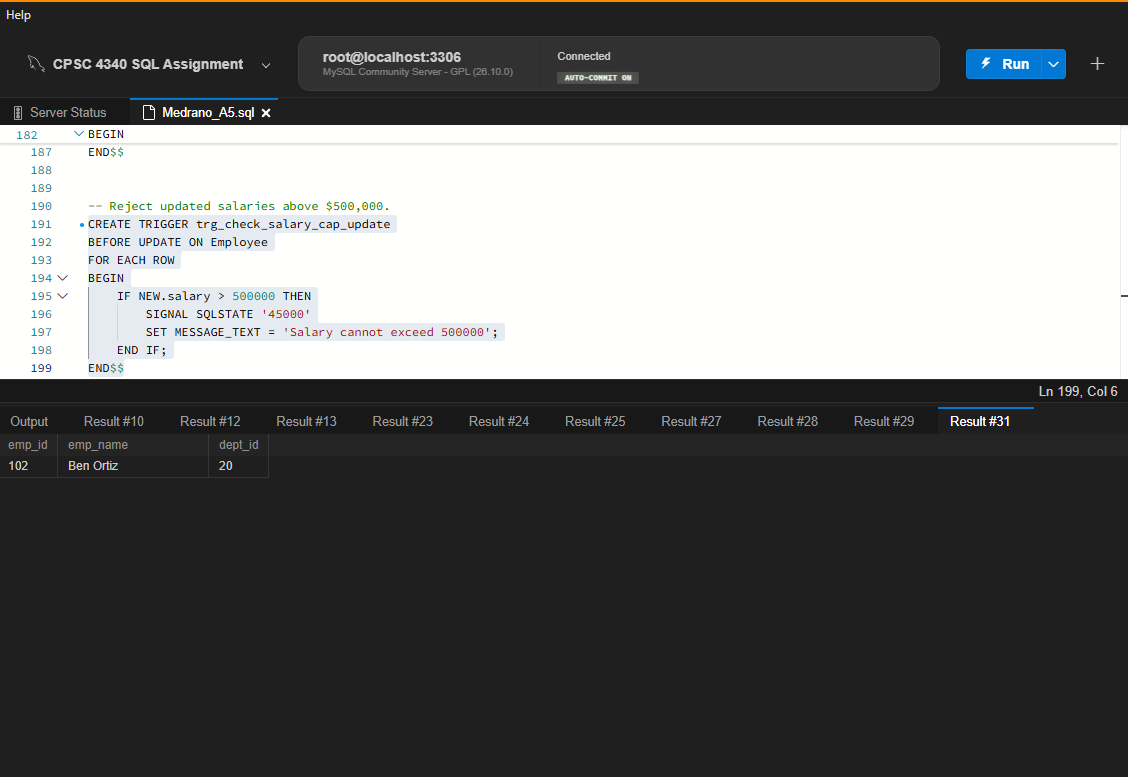 Help
CPSC 4340 SQL Assignment
root@localhost:3306
MySQL Community Server - GPL (26.10.0)
Connected
AUTO-COMMIT ON
Run
Server Status
Medrano_A5.sql
182 BEGIN
187 END$$
188
189
190 -- Reject updated salaries above $500,000.
191 CREATE TRIGGER trg_check_salary_cap_update
192 BEFORE UPDATE ON Employee
193 FOR EACH ROW
194 BEGIN
195 IF NEW.salary > 500000 THEN
196 SIGNAL SQLSTATE '45000'
197 SET MESSAGE_TEXT = 'Salary cannot exceed 500000';
198 END IF;
199 END$$
Ln 199, Col 6
Output Result #10 Result #12 Result #13 Result #23 Result #24 Result #25 Result #27 Result #28 Result #29 Result #31
emp_id emp_name dept_id
102 Ben Ortiz 20